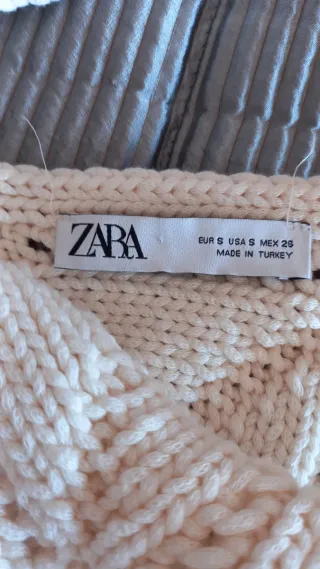 ZARA
EUR S USA S MEX 26
MADE IN TURKEY